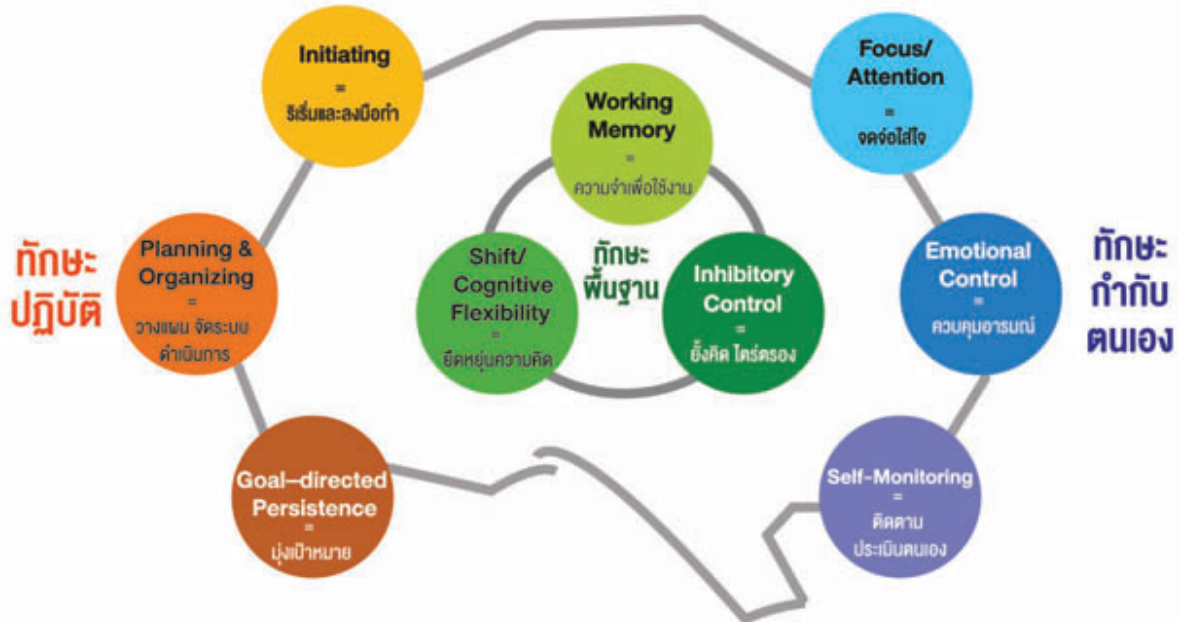 Initiating
=
ริเริ่มและลงมือทำ
Focus/
Attention
=
จดจ่อใส่ใจ
Working
Memory
=
ความจำเพื่อใช้งาน
ทักษะ
ปฏิบัติ
Planning &
Organizing
=
วางแผน จัดระบบ
ดำเนินการ
Shift/
Cognitive
Flexibility
=
ยืดหยุ่นความคิด
ทักษะ
พื้นฐาน
Inhibitory
Control
=
ยั้งคิด ไตร่ตรอง
Emotional
Control
=
ควบคุมอารมณ์
ทักษะ
กำกับ
ตนเอง
Goal–directed
Persistence
=
มุ่งเป้าหมาย
Self-Monitoring
=
ติดตาม
ประเมินตนเอง